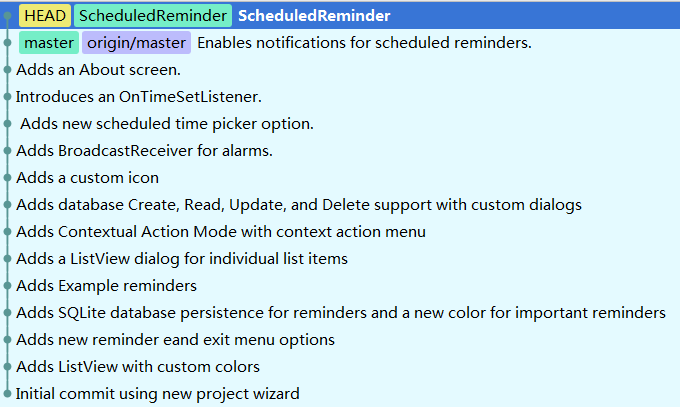 HEAD ScheduledReminder ScheduledReminder
master origin/master Enables notifications for scheduled reminders.
Adds an About screen.
Introduces an OnTimeSetListener.
Adds new scheduled time picker option.
Adds BroadcastReceiver for alarms.
Adds a custom icon
Adds database Create, Read, Update, and Delete support with custom dialogs
Adds Contextual Action Mode with context action menu
Adds a ListView dialog for individual list items
Adds Example reminders
Adds SQLite database persistence for reminders and a new color for important reminders
Adds new reminder eand exit menu options
Adds ListView with custom colors
Initial commit using new project wizard